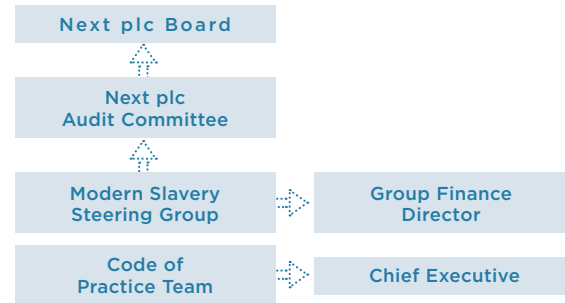 Next plc Board
Next plc
Audit Committee
Modern Slavery
Steering Group
Group Finance
Director
Code of
Practice Team
Chief Executive